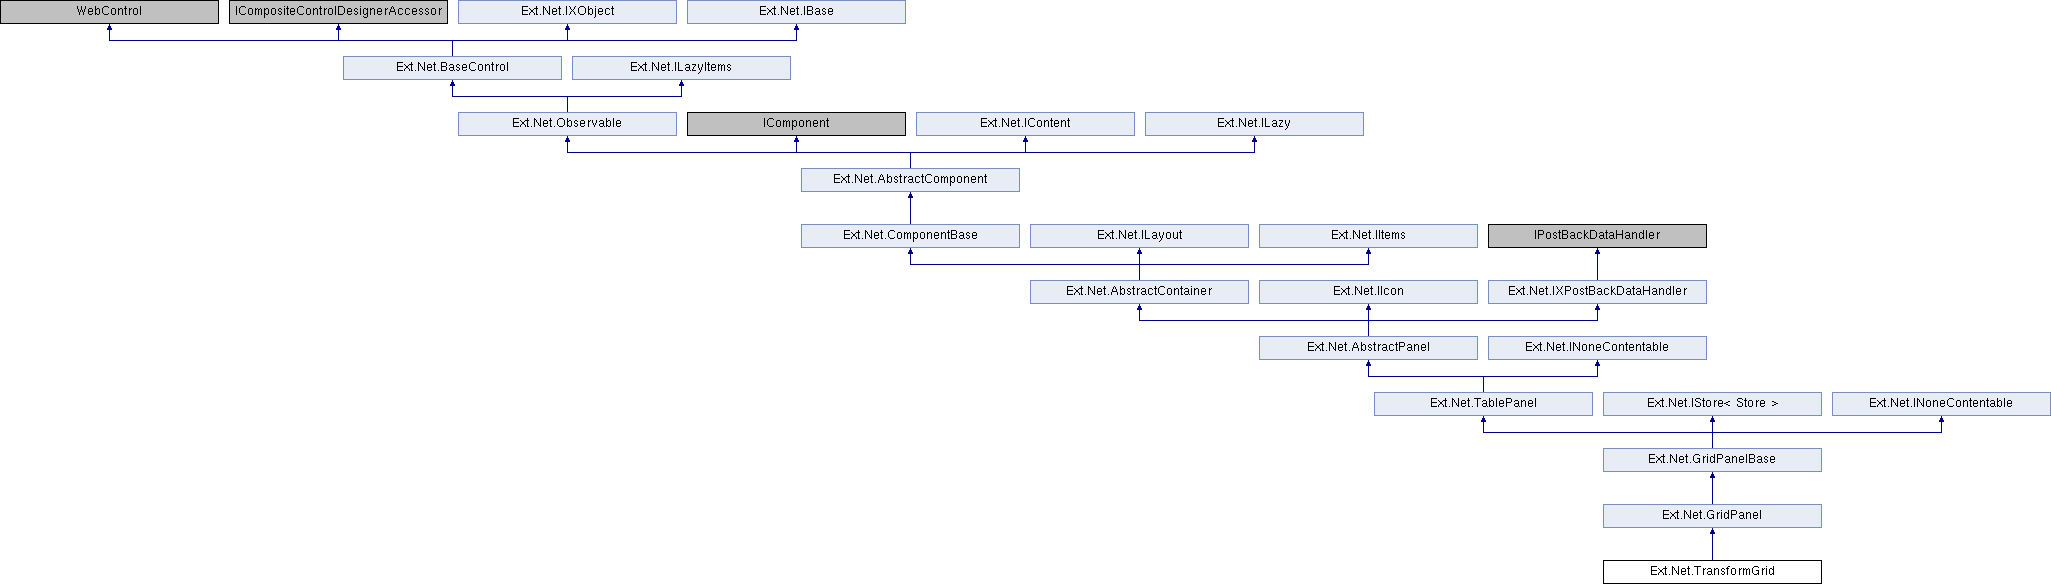 WebControl
ICompositeControlDesignerAccessor
Ext.Net.IXObject
Ext.Net.IBase
Ext.Net.BaseControl
Ext.Net.ILazyItems
Ext.Net.Observable
IComponent
Ext.Net.IContent
Ext.Net.ILazy
Ext.Net.AbstractComponent
Ext.Net.ComponentBase
Ext.Net.ILayout
Ext.Net.IItems
IPostBackDataHandler
Ext.Net.AbstractContainer
Ext.Net.IIcon
Ext.Net.IXPostBackDataHandler
Ext.Net.AbstractPanel
Ext.Net.INoneContentable
Ext.Net.TablePanel
Ext.Net.IStore< Store >
Ext.Net.INoneContentable
Ext.Net.GridPanelBase
Ext.Net.GridPanel
Ext.Net.TransformGrid